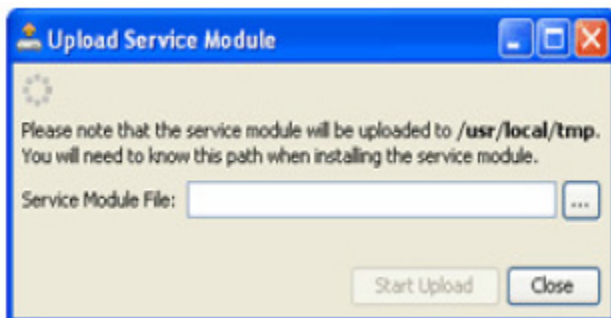 Upload Service Module
Please note that the service module will be uploaded to /usr/local/tmp.
You will need to know this path when installing the service module.
Service Module File:
...
Start Upload
Close